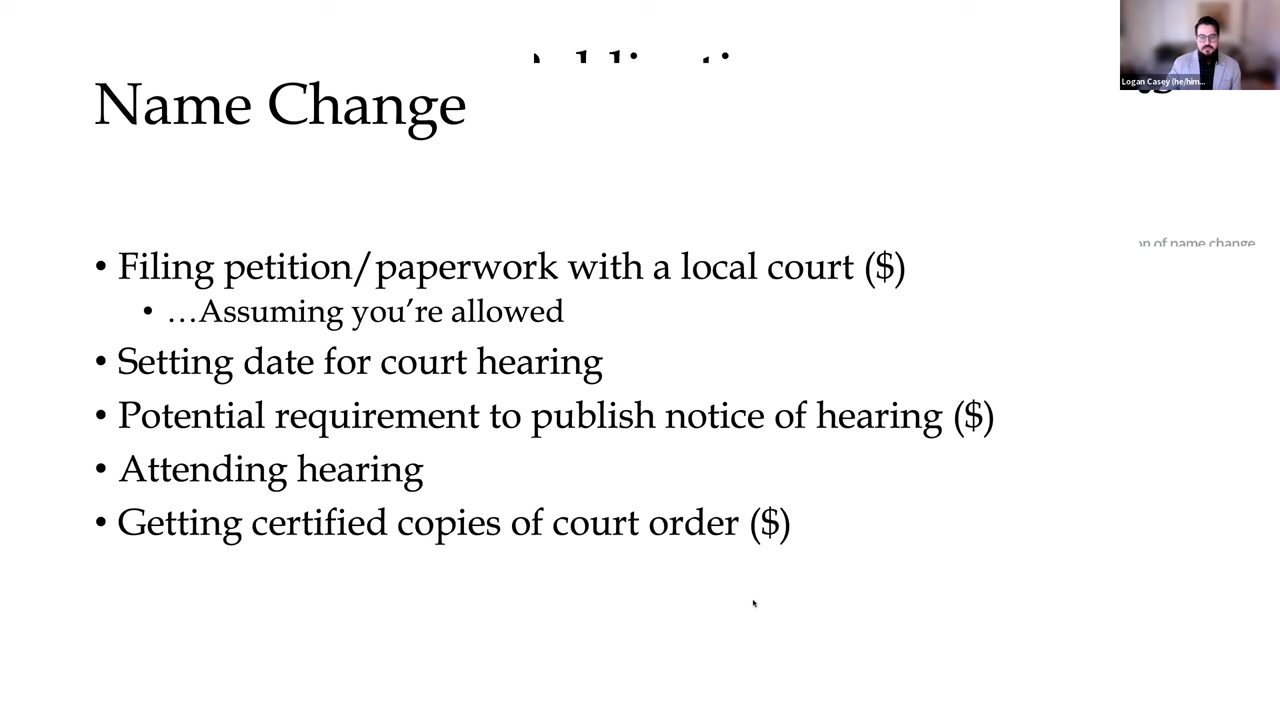 Name Change
Logan Casey (he/him...
of name change
• Filing petition/paperwork with a local court ($)
• …Assuming you’re allowed
• Setting date for court hearing
• Potential requirement to publish notice of hearing ($)
• Attending hearing
• Getting certified copies of court order ($)